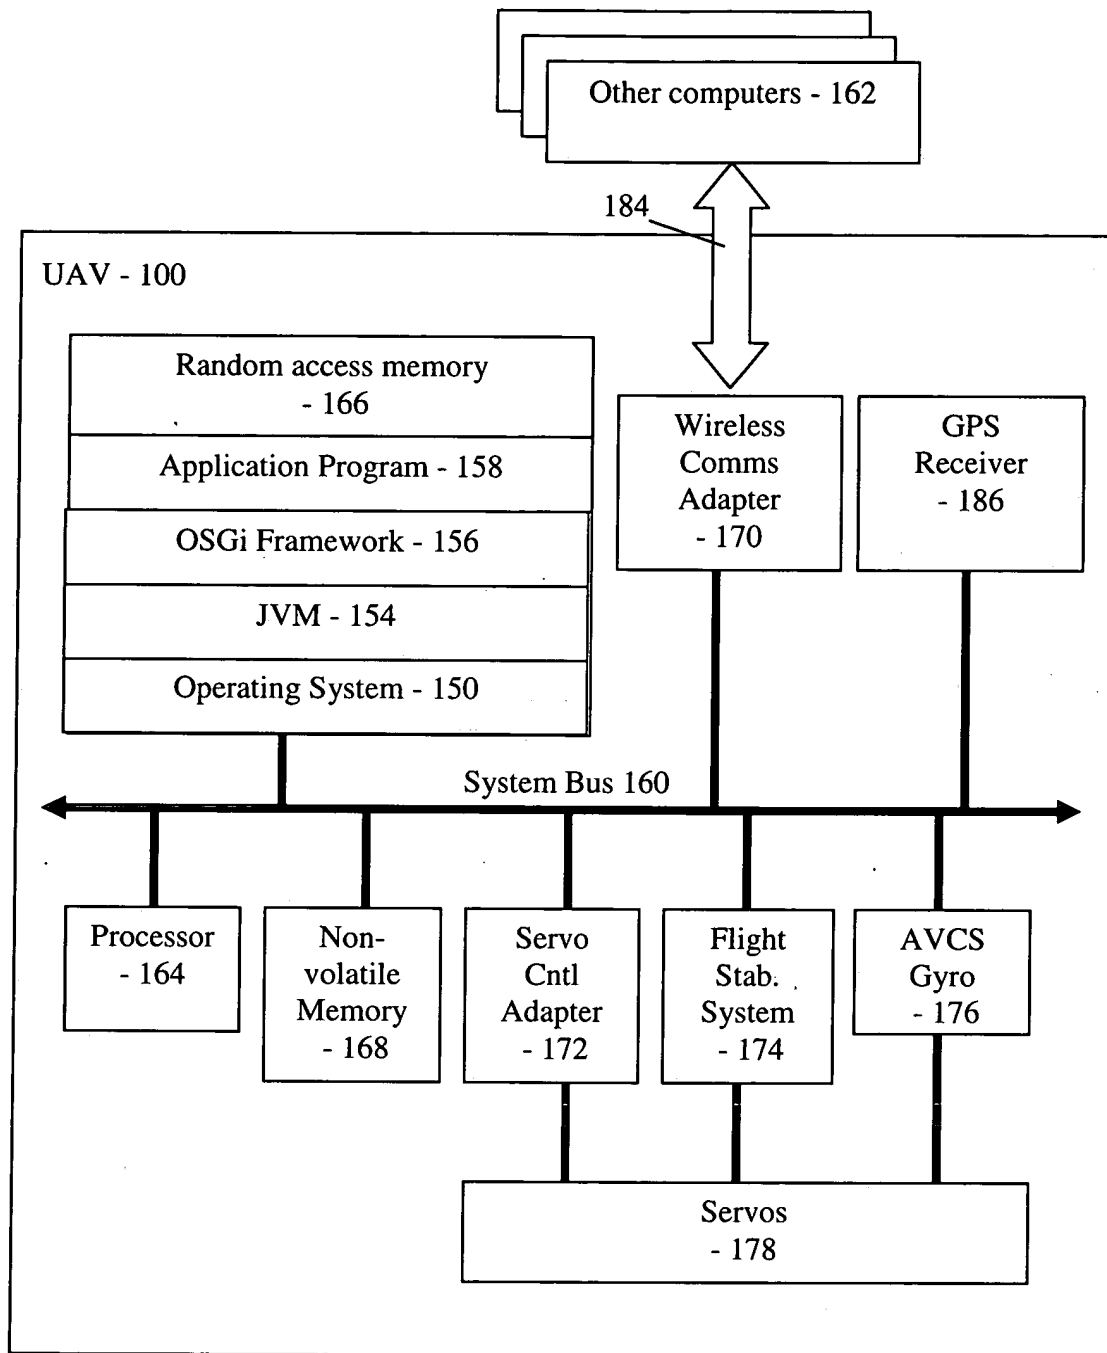 Other computers - 162
184
UAV - 100
Random access memory
- 166
Application Program - 158
OSGi Framework - 156
JVM - 154
Operating System - 150
Wireless
Comms
Adapter
- 170
GPS
Receiver
- 186
System Bus 160
Processor
- 164
Non-
volatile
Memory
- 168
Servo
Cntl
Adapter
- 172
Flight
Stab.
System
- 174
AVCS
Gyro
- 176
Servos
- 178